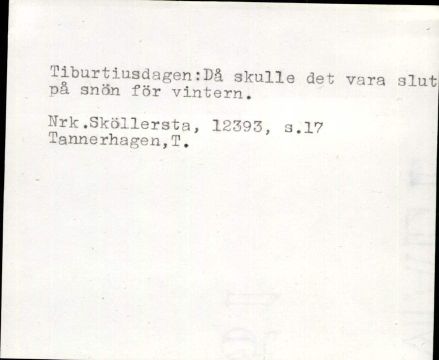 Tiburtiusdagen:Då skulle det vara slut
på snön för vintern.
Nrk.Sköllersta, 12393, s.17
Tannerhagen,T.